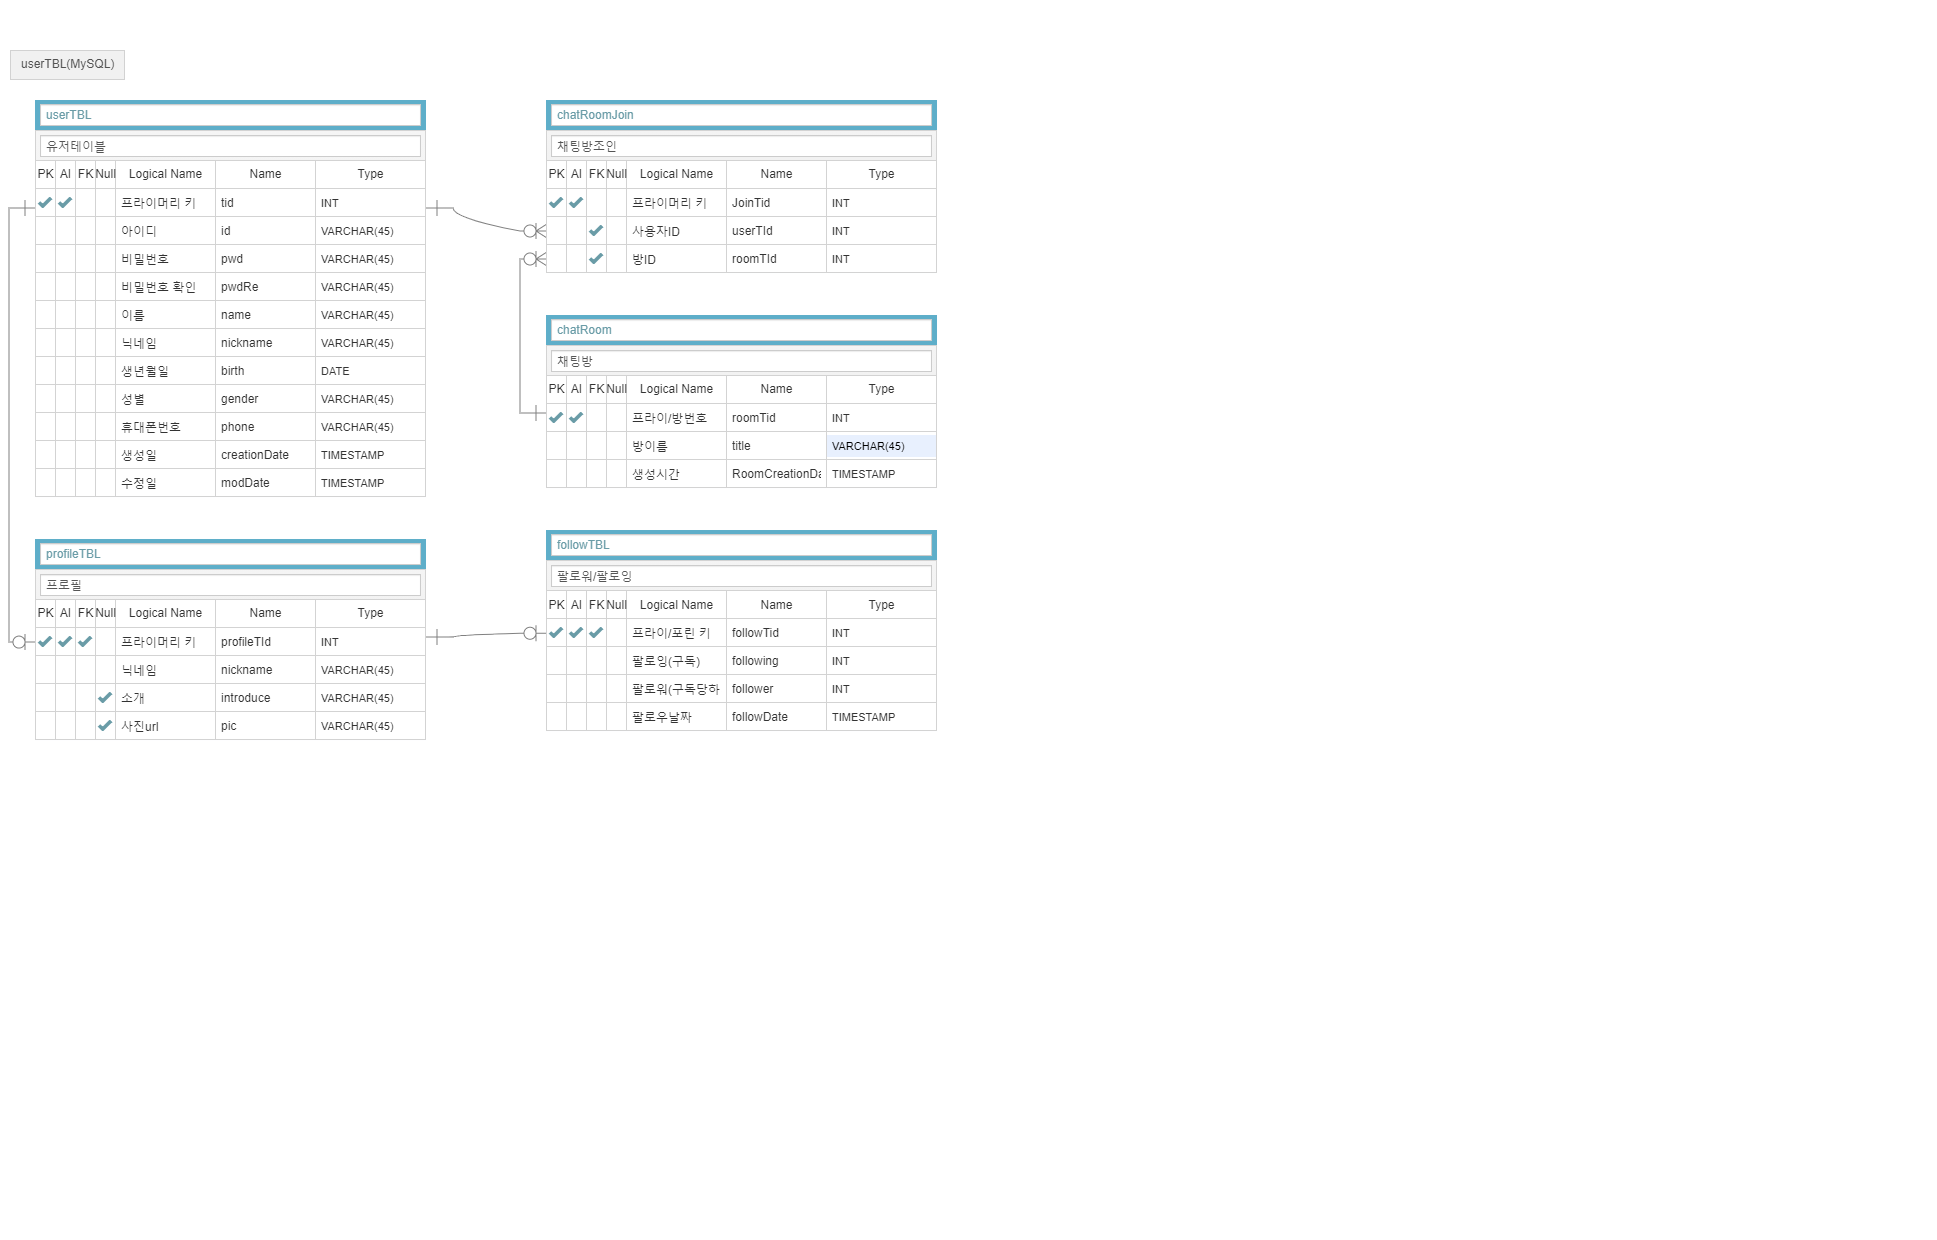 userTBL(MySQL)
userTBL
유저테이블
PK AI FK Null Logical Name Name Type
프라이머리 키 tid INT
아이디 id VARCHAR(45)
비밀번호 pwd VARCHAR(45)
비밀번호 확인 pwdRe VARCHAR(45)
이름 name VARCHAR(45)
닉네임 nickname VARCHAR(45)
생년월일 birth DATE
성별 gender VARCHAR(45)
휴대폰번호 phone VARCHAR(45)
생성일 creationDate TIMESTAMP
수정일 modDate TIMESTAMP
profileTBL
프로필
PK AI FK Null Logical Name Name Type
프라이머리 키 profileTId INT
닉네임 nickname VARCHAR(45)
소개 introduce VARCHAR(45)
사진url pic VARCHAR(45)
chatRoomJoin
채팅방조인
PK AI FK Null Logical Name Name Type
프라이머리 키 JoinTid INT
사용자ID userTId INT
방ID roomTId INT
chatRoom
채팅방
PK AI FK Null Logical Name Name Type
프라이/방번호 roomTid INT
방이름 title VARCHAR(45)
생성시간 RoomCreationDa TIMESTAMP
followTBL
팔로워/팔로잉
PK AI FK Null Logical Name Name Type
프라이/포린 키 followTid INT
팔로잉(구독) following INT
팔로워(구독당하 follower INT
팔로우날짜 followDate TIMESTAMP